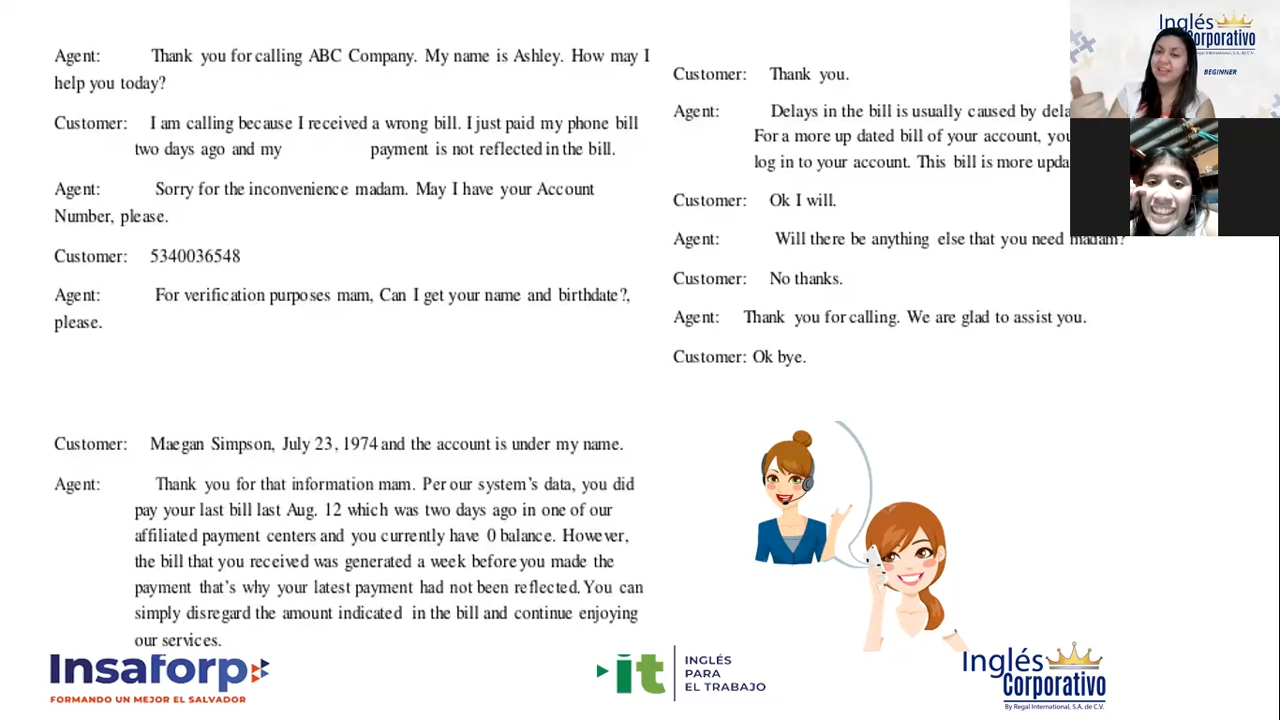 Agent: Thank you for calling ABC Company. My name is Ashley. How may I
help you today?
Customer: I am calling because I received a wrong bill. I just paid my phone bill
two days ago and my payment is not reflected in the bill.
Agent: Sorry for the inconvenience madam. May I have your Account
Number, please.
Customer: 5340036548
Agent: For verification purposes mam, Can I get your name and birthdate?,
please.
Customer: Maegan Simpson, July 23, 1974 and the account is under my name.
Agent: Thank you for that information mam. Per our system's data, you did
pay your last bill last Aug. 12 which was two days ago in one of our
affiliated payment centers and you currently have 0 balance. However,
the bill that you received was generated a week before you made the
payment that's why your latest payment had not been reflected. You can
simply disregard the amount indicated in the bill and continue enjoying
our services.
Customer: Thank you.
Agent: Delays in the bill is usually caused by
For a more up dated bill of your account,
log in to your account. This bill is more
Customer: Ok I will.
Agent: Will there be anything else that you need madam?
Customer: No thanks.
Agent: Thank you for calling. We are glad to assist you.
Customer: Ok bye.
Inglés
Corporativo
by Regal International, S.A. de C.V.
BEGINNER
Insaforp
FORMANDO UN MEJOR EL SALVADOR
it
INGLÉS
PARA
EL TRABAJO
Inglés
Corporativo
By Regal International, S.A. de C.V.